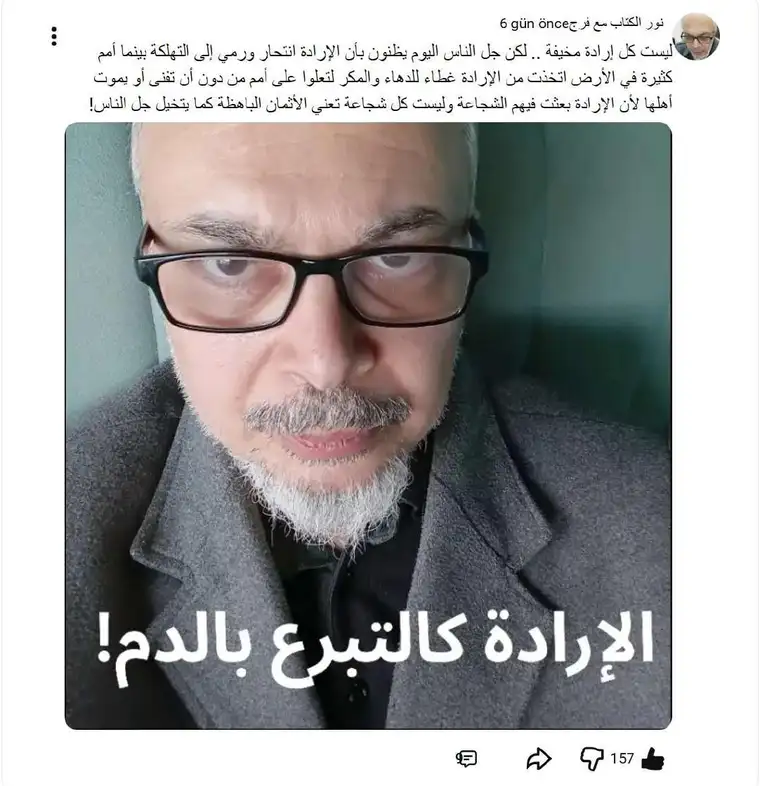 نور الكتاب مع فرج 6 gün önce
ليست كل إرادة مخيفة .. لكن جل الناس اليوم يظنون بأن الإرادة انتحار ورمي إلى التهلكة بينما أمم
كثيرة في الأرض اتخذت من الإرادة غطاء للدهاء والمكر لتعلوا على أمم من دون أن تفنى أو يموت
أهلها لأن الإرادة بعثت فيهم الشجاعة وليست كل شجاعة تعني الأثمان الباهظة كما يتخيل جل الناس!
الإرادة كالتبرع بالدم!
157
9